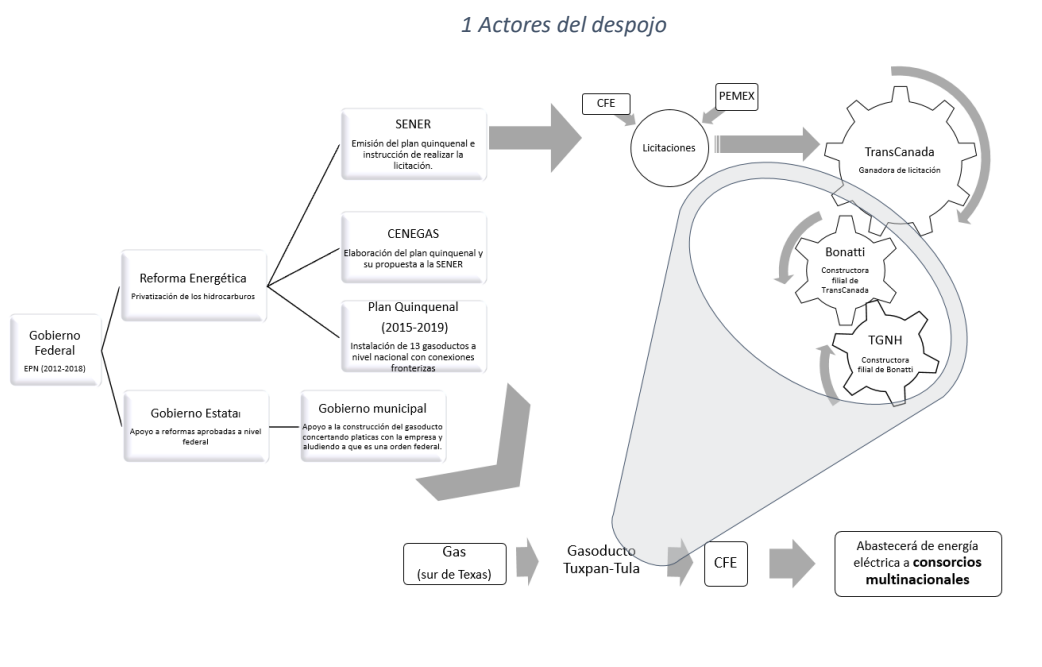 1 Actores del despojo
SENER
Emisión del plan quinquenal e
instrucción de realizar la
licitación.
CENEGAS
Elaboración del plan quinquenal y
su propuesta a la SENER
Plan Quinquenal
(2015-2019)
Instalación de 13 gasoductos a
nivel nacional con conexiones
fronterizas
Reforma Energética
Privatización de los hidrocarburos
Gobierno
Federal
EPN (2012-2018)
Gobierno Estatal
Apoyo a reformas aprobadas a nivel
federal
Gobierno municipal
Apoyo a la construcción del gasoducto
concertando platicas con la empresa y
aludiendo a que es una orden federal.
CFE
PEMEX
Licitaciones
TransCanada
Ganadora de licitación
Bonatti
Constructora
filial de
TransCanada
TGNH
Constructora
filial de Bonatti
Gas
(sur de Texas)
Gasoducto
Tuxpan-Tula
CFE
Abastecerá de energía
eléctrica a consorcios
multinacionales